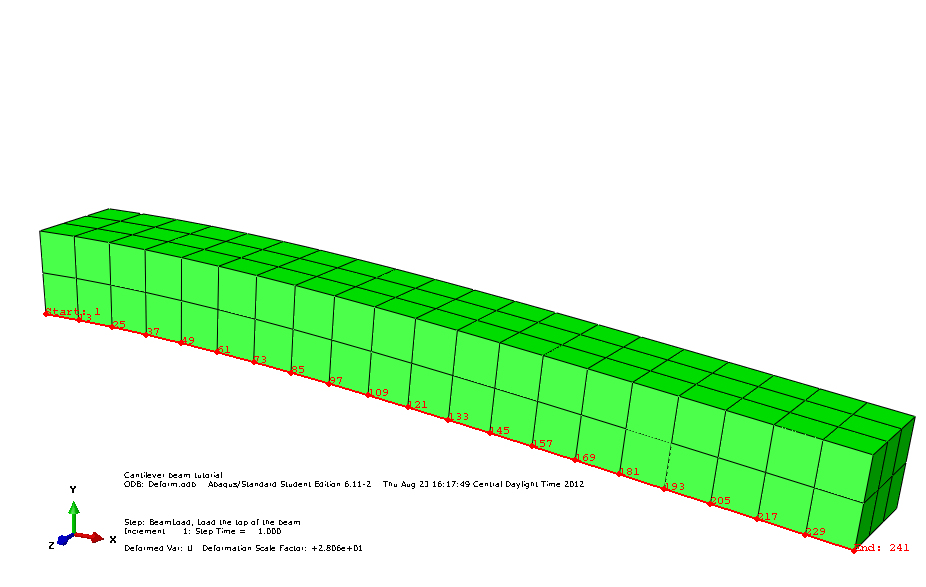 Start: 1
13
25
37
49
61
73
85
97
109
121
133
145
157
169
181
193
205
217
229
End: 241
Cantilever beam tutorial
ODB: Deform.odb Abaqus/Standard Student Edition 6.11-2 Thu Aug 23 16:17:49 Central Daylight Time 2012
Y
X
Z
Step: BeamLoad, Load the top of the beam
Increment 1: Step Time = 1.000
Deformed Var: U Deformation Scale Factor: +2.806e+01